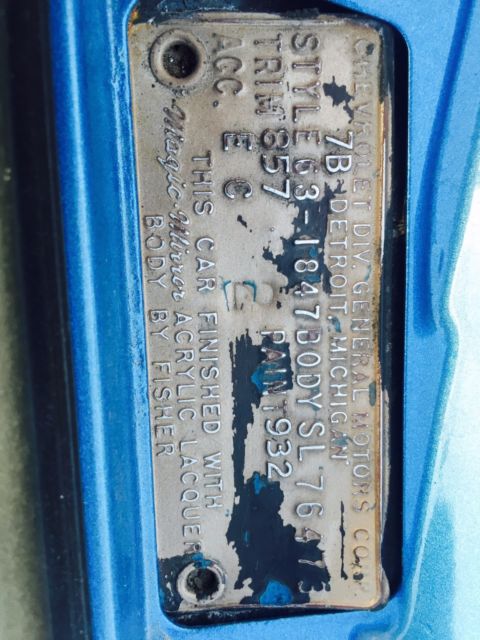 CHEVROLET DIV. GENERAL MOTORS CORP.
7B DETROIT, MICHIGAN
STYLE 63-1847 BODY SL 76473
TRIM 857 PAINT 932
ACC. E C
THIS CAR FINISHED WITH
Magic-Mirror ACRYLIC LACQUER
BODY BY FISHER